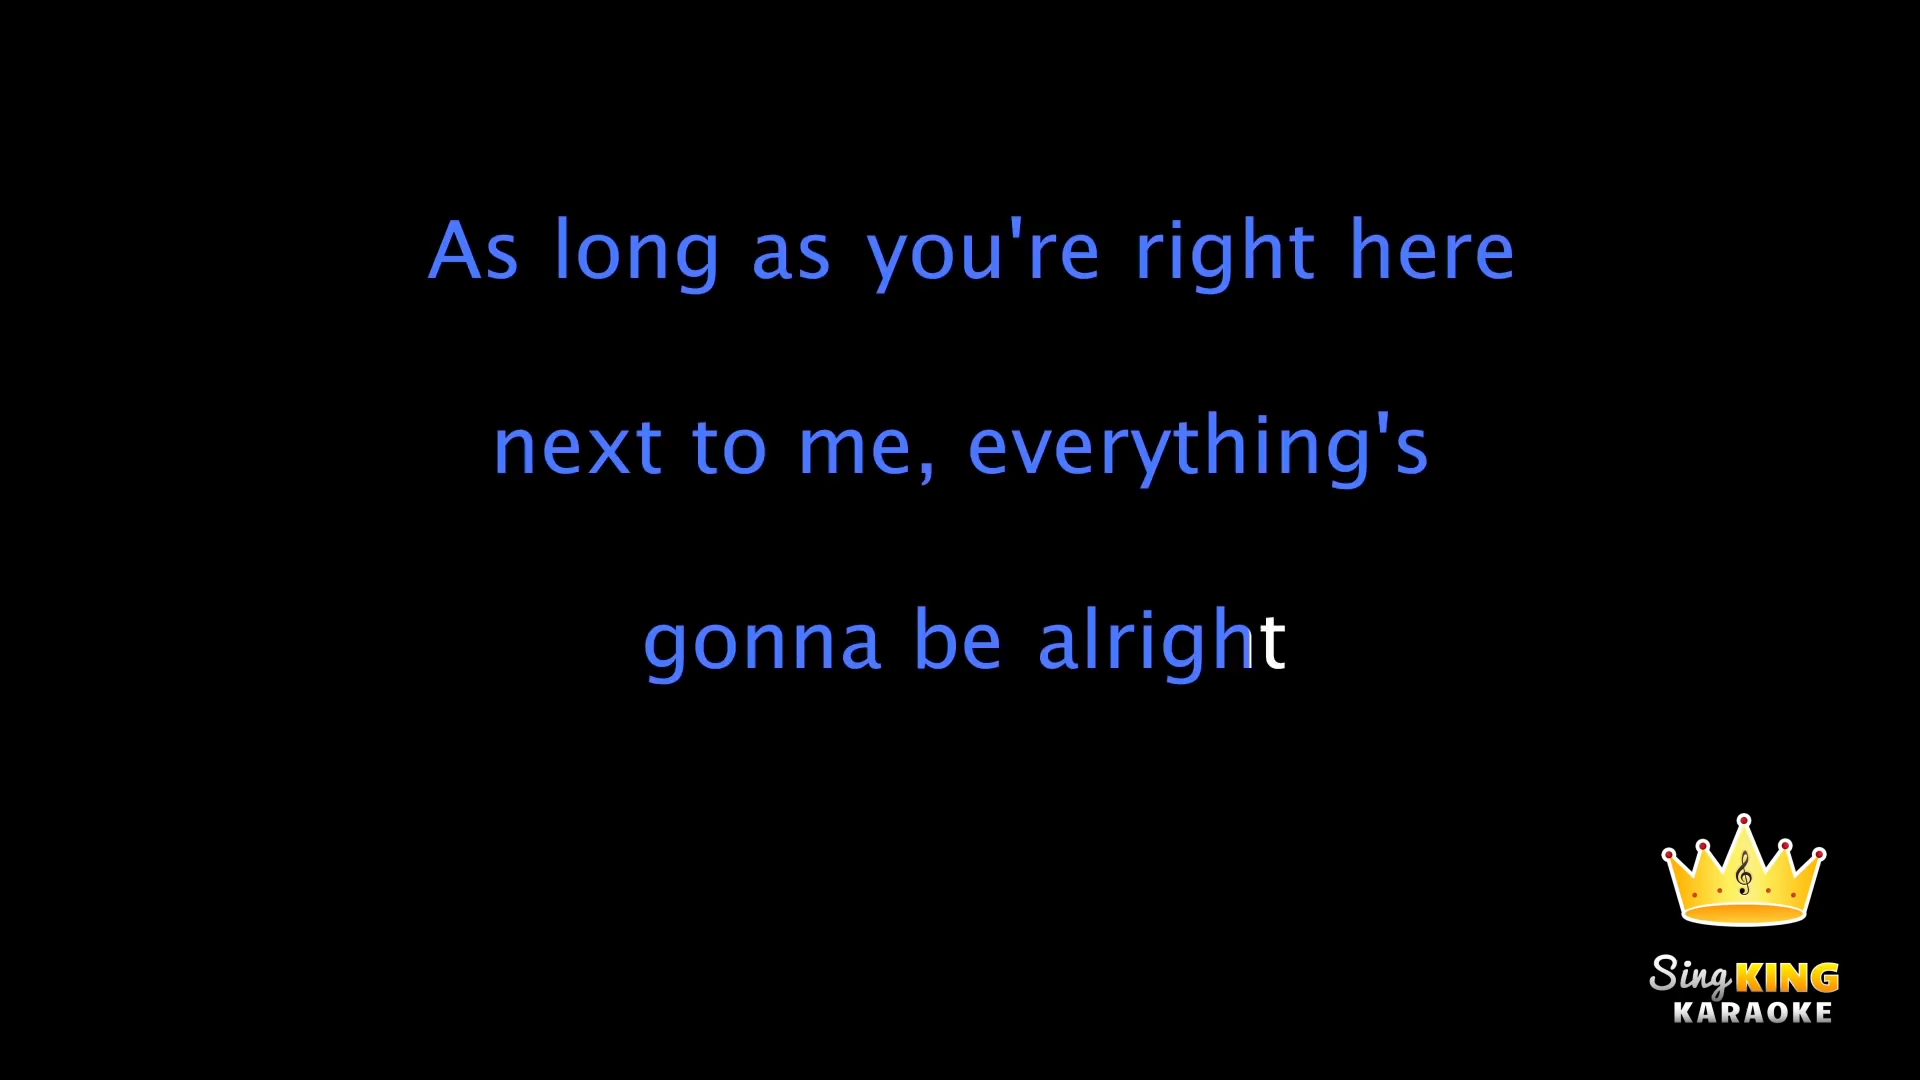 As long as you're right here
next to me, everything's
gonna be alright
Sing KING
KARAOKE